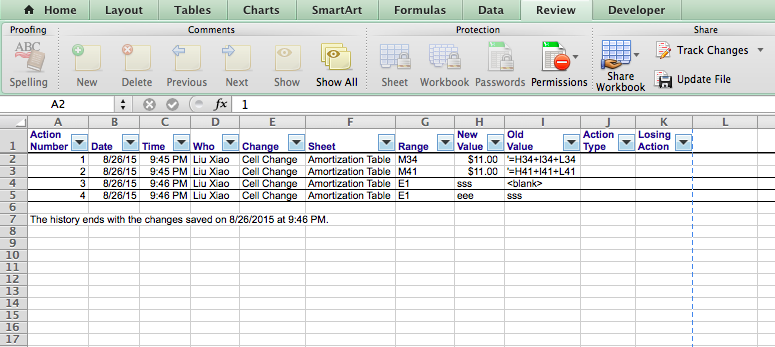 Home Layout Tables Charts SmartArt Formulas Data Review Developer
Proofing Comments Protection Share
ABC
Spelling New Delete Previous Next Show Show All Sheet Workbook Passwords Permissions Share Workbook Track Changes
Update File
A2 fx 1
A B C D E F G H I J K L
1 Action Number Date Time Who Change Sheet Range New Value Old Value Action Type Losing Action
2 1 8/26/15 9:45 PM Liu Xiao Cell Change Amortization Table M34 $11.00 '=H34+I34+L34
3 2 8/26/15 9:45 PM Liu Xiao Cell Change Amortization Table M41 $11.00 '=H41+I41+L41
4 3 8/26/15 9:46 PM Liu Xiao Cell Change Amortization Table E1 sss <blank>
5 4 8/26/15 9:46 PM Liu Xiao Cell Change Amortization Table E1 eee sss
6
7 The history ends with the changes saved on 8/26/2015 at 9:46 PM.
8
9
10
11
12
13
14
15
16
17